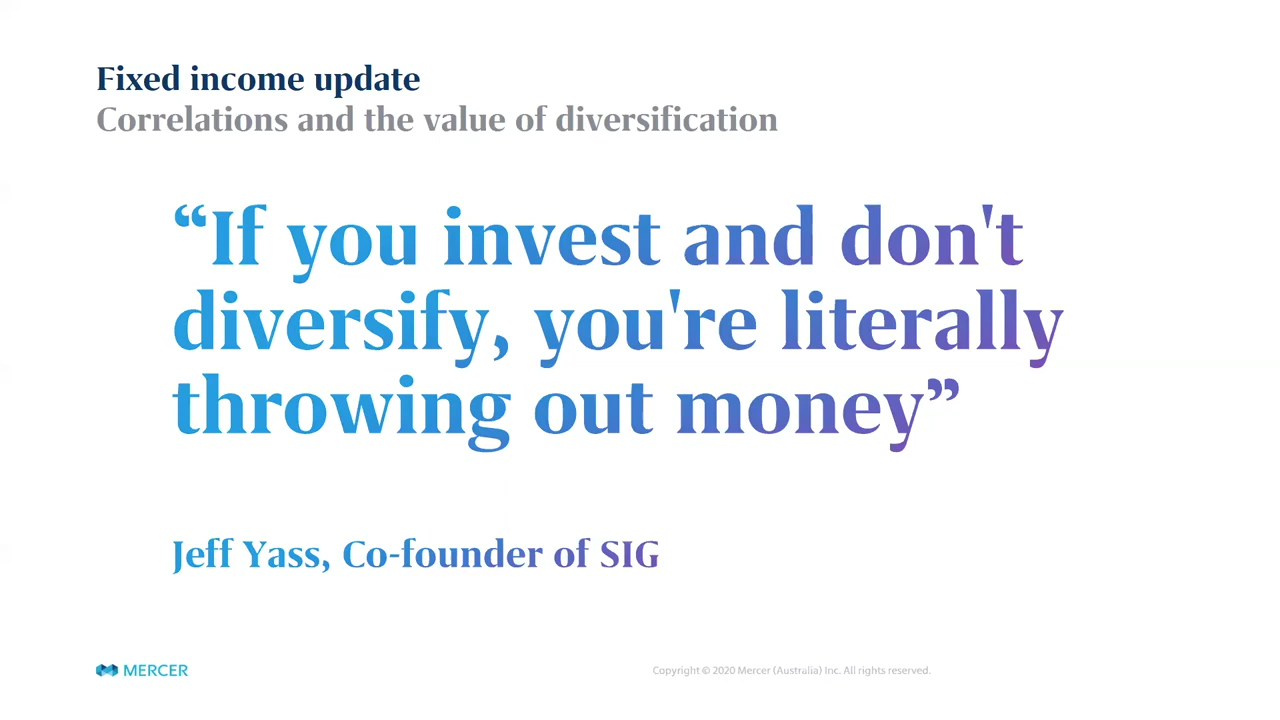 Fixed income update
Correlations and the value of diversification
“If you invest and don't
diversify, you're literally
throwing out money”
Jeff Yass, Co-founder of SIG
MERCER
Copyright © 2020 Mercer (Australia) Inc. All rights reserved.